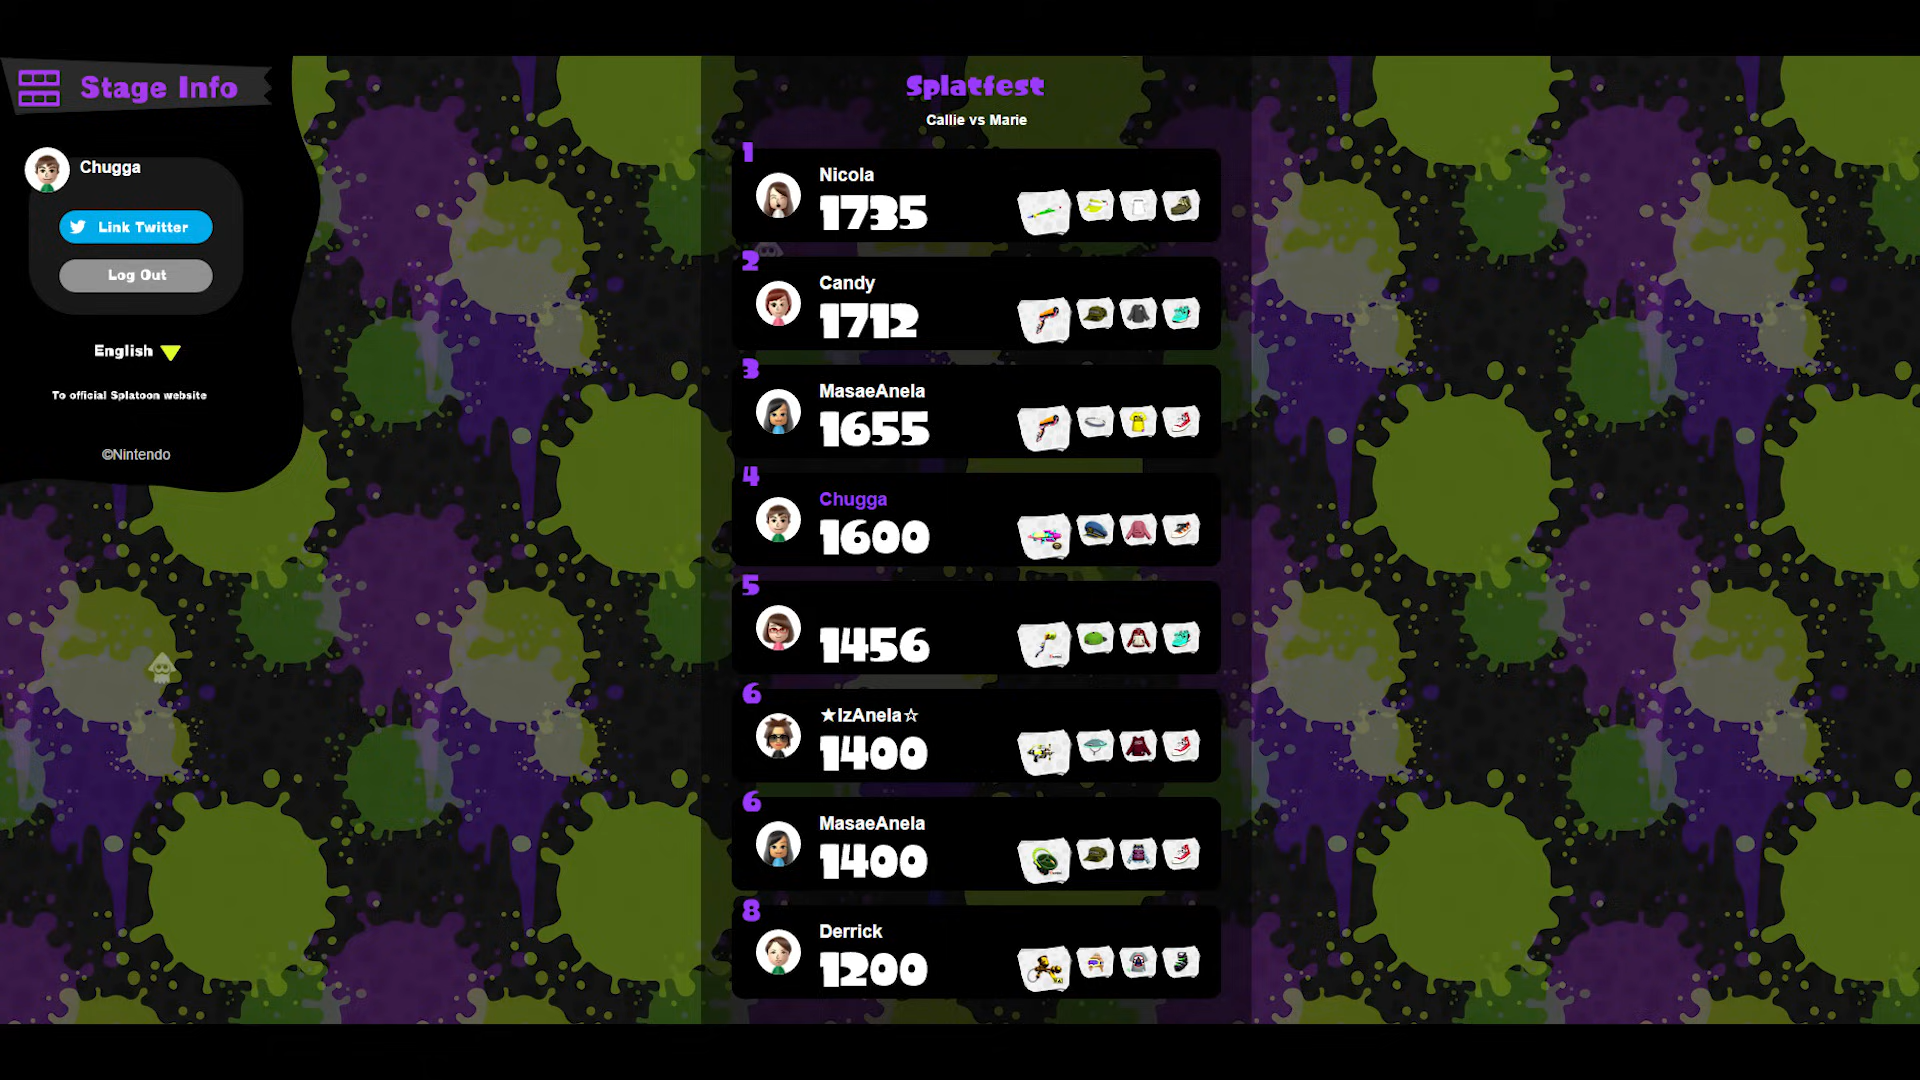 Stage Info
Chugga
Link Twitter
Log Out
English
To official Splatoon website
©Nintendo
Splatfest
Callie vs Marie
1
Nicola
1735
2
Candy
1712
3
MasaeAnela
1655
4
Chugga
1600
5
1456
6
★IzAnela☆
1400
6
MasaeAnela
1400
8
Derrick
1200